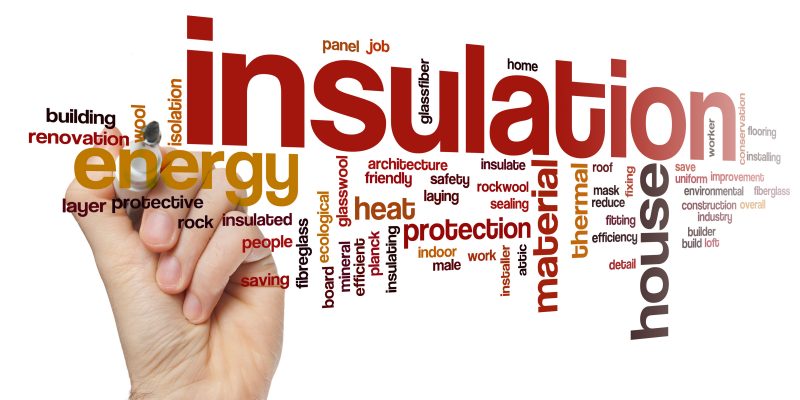 insulation
panel job
glassfiber
home
building
wool
isolation
renovation
energy
layer protective
rock insulated
people
saving
fibreglass
ecological
glasswool
board
mineral
efficient
planck
insulating
architecture
friendly
safety
laying
heat
protection
indoor
male
work
installer
attic
insulate
rockwool
sealing
material
thermal
roof
mask
reduce
fixing
fitting
efficiency
detail
house
worker
conservation
flooring
installing
save
uniform improvement
environmental fiberglass
construction overall
industry
builder
build loft